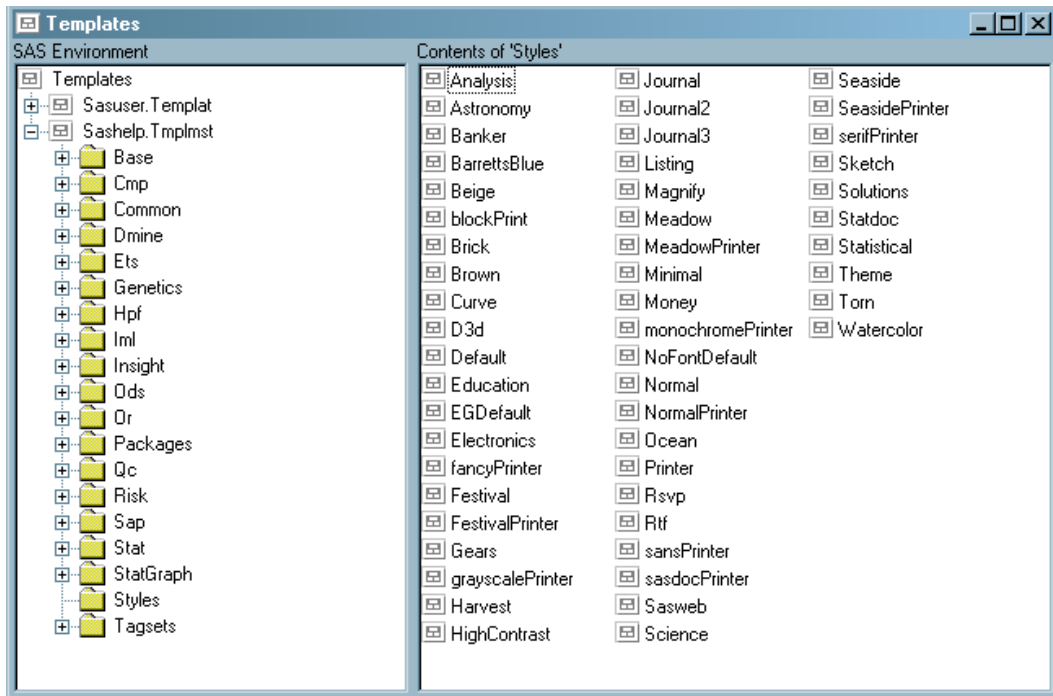 Templates
SAS Environment
Templates
Sasuser.Templat
Sashelp.Tmplmst
Base
Cmp
Common
Dmine
Ets
Genetics
Hpf
Iml
Insight
Ods
Or
Packages
Qc
Risk
Sap
Stat
StatGraph
Styles
Tagsets
Contents of 'Styles'
Analysis
Astronomy
Banker
BarrettsBlue
Beige
blockPrint
Brick
Brown
Curve
D3d
Default
Education
EGDefault
Electronics
fancyPrinter
Festival
FestivalPrinter
Gears
grayscalePrinter
Harvest
HighContrast
Journal
Journal2
Journal3
Listing
Magnify
Meadow
MeadowPrinter
Minimal
Money
monochromePrinter
NoFontDefault
Normal
NormalPrinter
Ocean
Printer
Rsvp
Rtf
sansPrinter
sasdocPrinter
Sasweb
Science
Seaside
SeasidePrinter
serifPrinter
Sketch
Solutions
Statdoc
Statistical
Theme
Torn
Watercolor